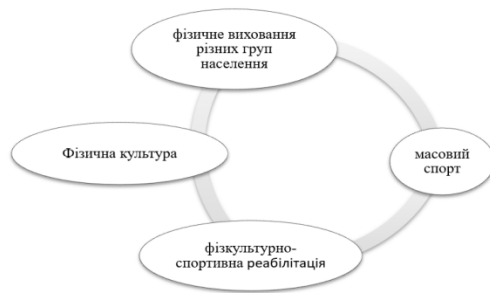 фізичне виховання
різних груп
населення
Фізична культура
масовий
спорт
фізкультурно-
спортивна реабілітація